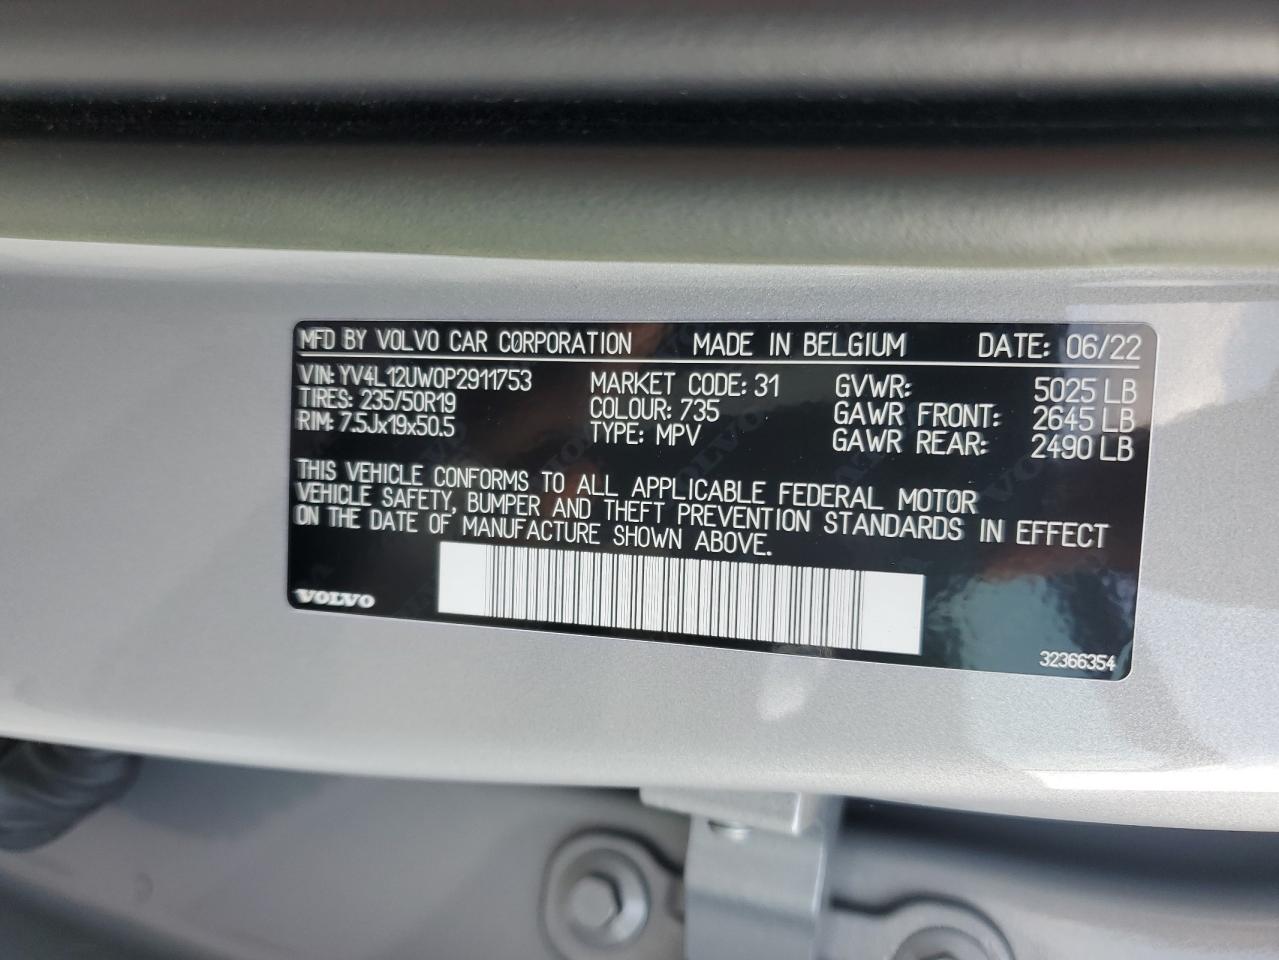 MFD BY VOLVO CAR CORPORATION MADE IN BELGIUM DATE: 06/22
VIN: YV4L12UW0P2911753 MARKET CODE: 31 GVWR: 5025 LB
TIRES: 235/50R19 COLOUR: 735 GAWR FRONT: 2645 LB
RIM: 7.5Jx19x50.5 TYPE: MPV GAWR REAR: 2490 LB
THIS VEHICLE CONFORMS TO ALL APPLICABLE FEDERAL MOTOR
VEHICLE SAFETY, BUMPER AND THEFT PREVENTION STANDARDS IN EFFECT
ON THE DATE OF MANUFACTURE SHOWN ABOVE.
VOLVO
32366354